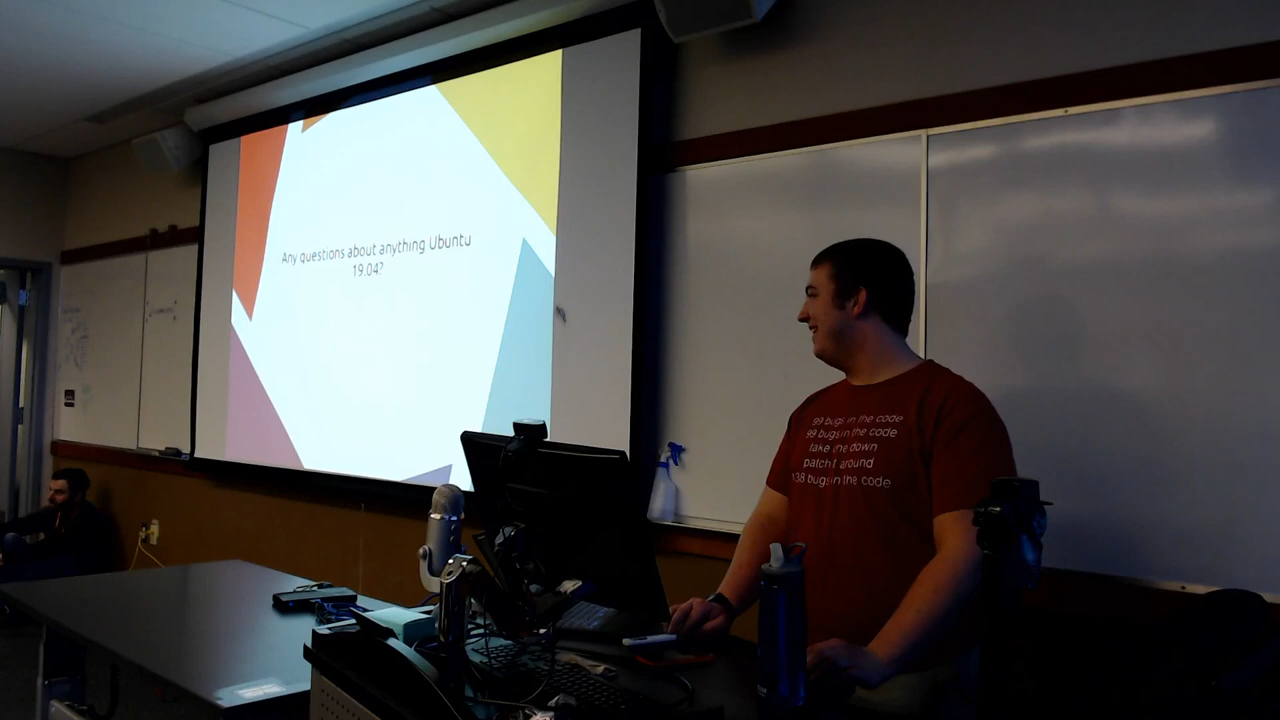 Any questions about anything Ubuntu
19.04?
99 bugs in the code
99 bugs in the code
take one down
patch it around
138 bugs in the code